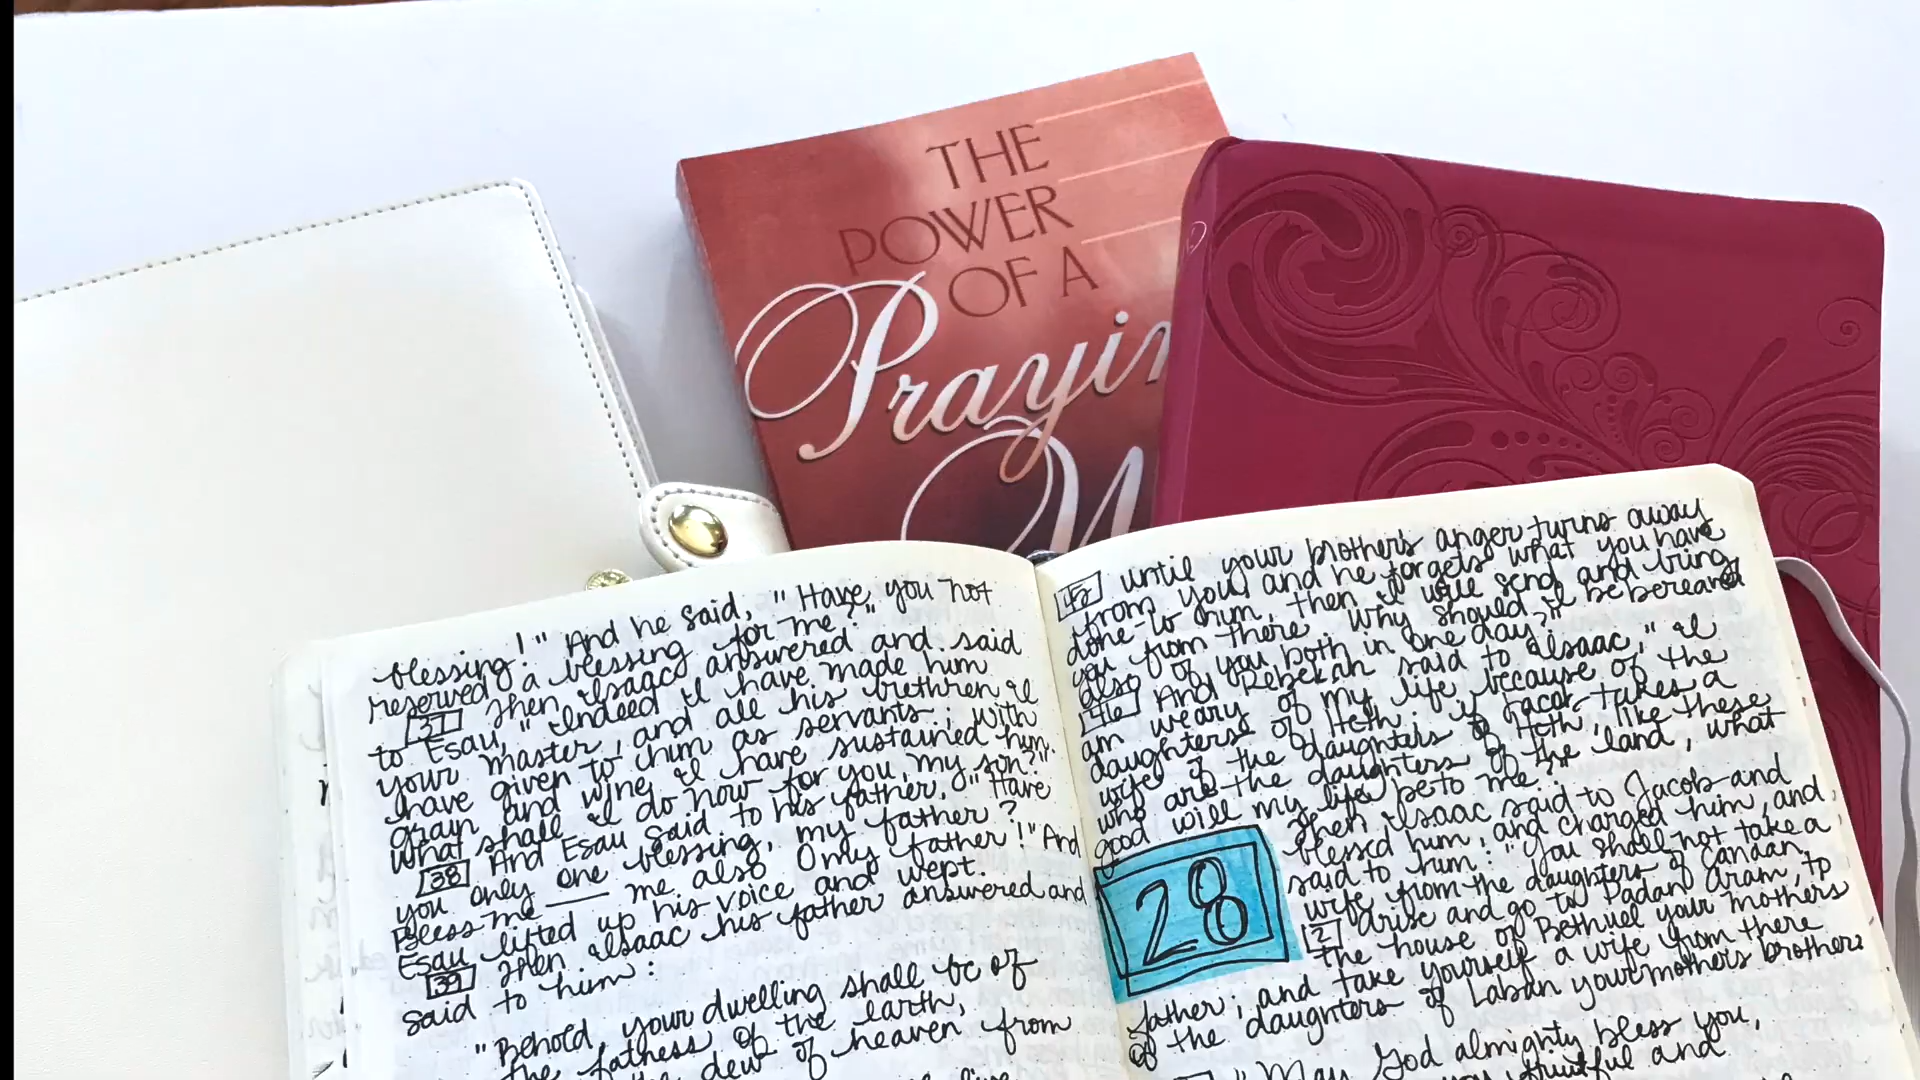 THE
POWER
OF A
Prayin
W
blessing!" And he said, "Have you not
reserved a blessing for me?"
37 Then Isaac answered and said
to Esau, "Indeed I have made him
your master, and all his brethren I
have given to him as servants; with
grain and wine I have sustained him.
What shall I do now for you, my son?"
38 And Esau said to his father, "Have
you only one blessing, my father?
Bless me me also O my father!" And
Esau lifted up his voice and wept.
39 Then Isaac his father answered and
said to him:
"Behold, your dwelling shall be of
the fatness of the earth,
dew of heaven from
45 until your brothers anger turns away
from you, and he forgets what you have
done to him, then I will send and bring
you from there. Why should I be bereaned
also of you both in one day?"
46 And Rebekah said to Isaac, "I
am weary of my life because of the
daughterse of Heth; if Jacob takes a
wife of the daughters of Heth, like these
who are the daughters of the land, what
good will my life be to me?"
28 Then Isaac said to Jacob and
blessed him, and charged him, and
said to him: "You shall not take a
wife from the daughters of Canaan.
2 Arise and go to Padan Aram, to
the house of Bethuel your mothers
father; and take yourself a wife from there
of the daughters of Laban your mothers brother.
"May God almighty bless you,
you fruitful and